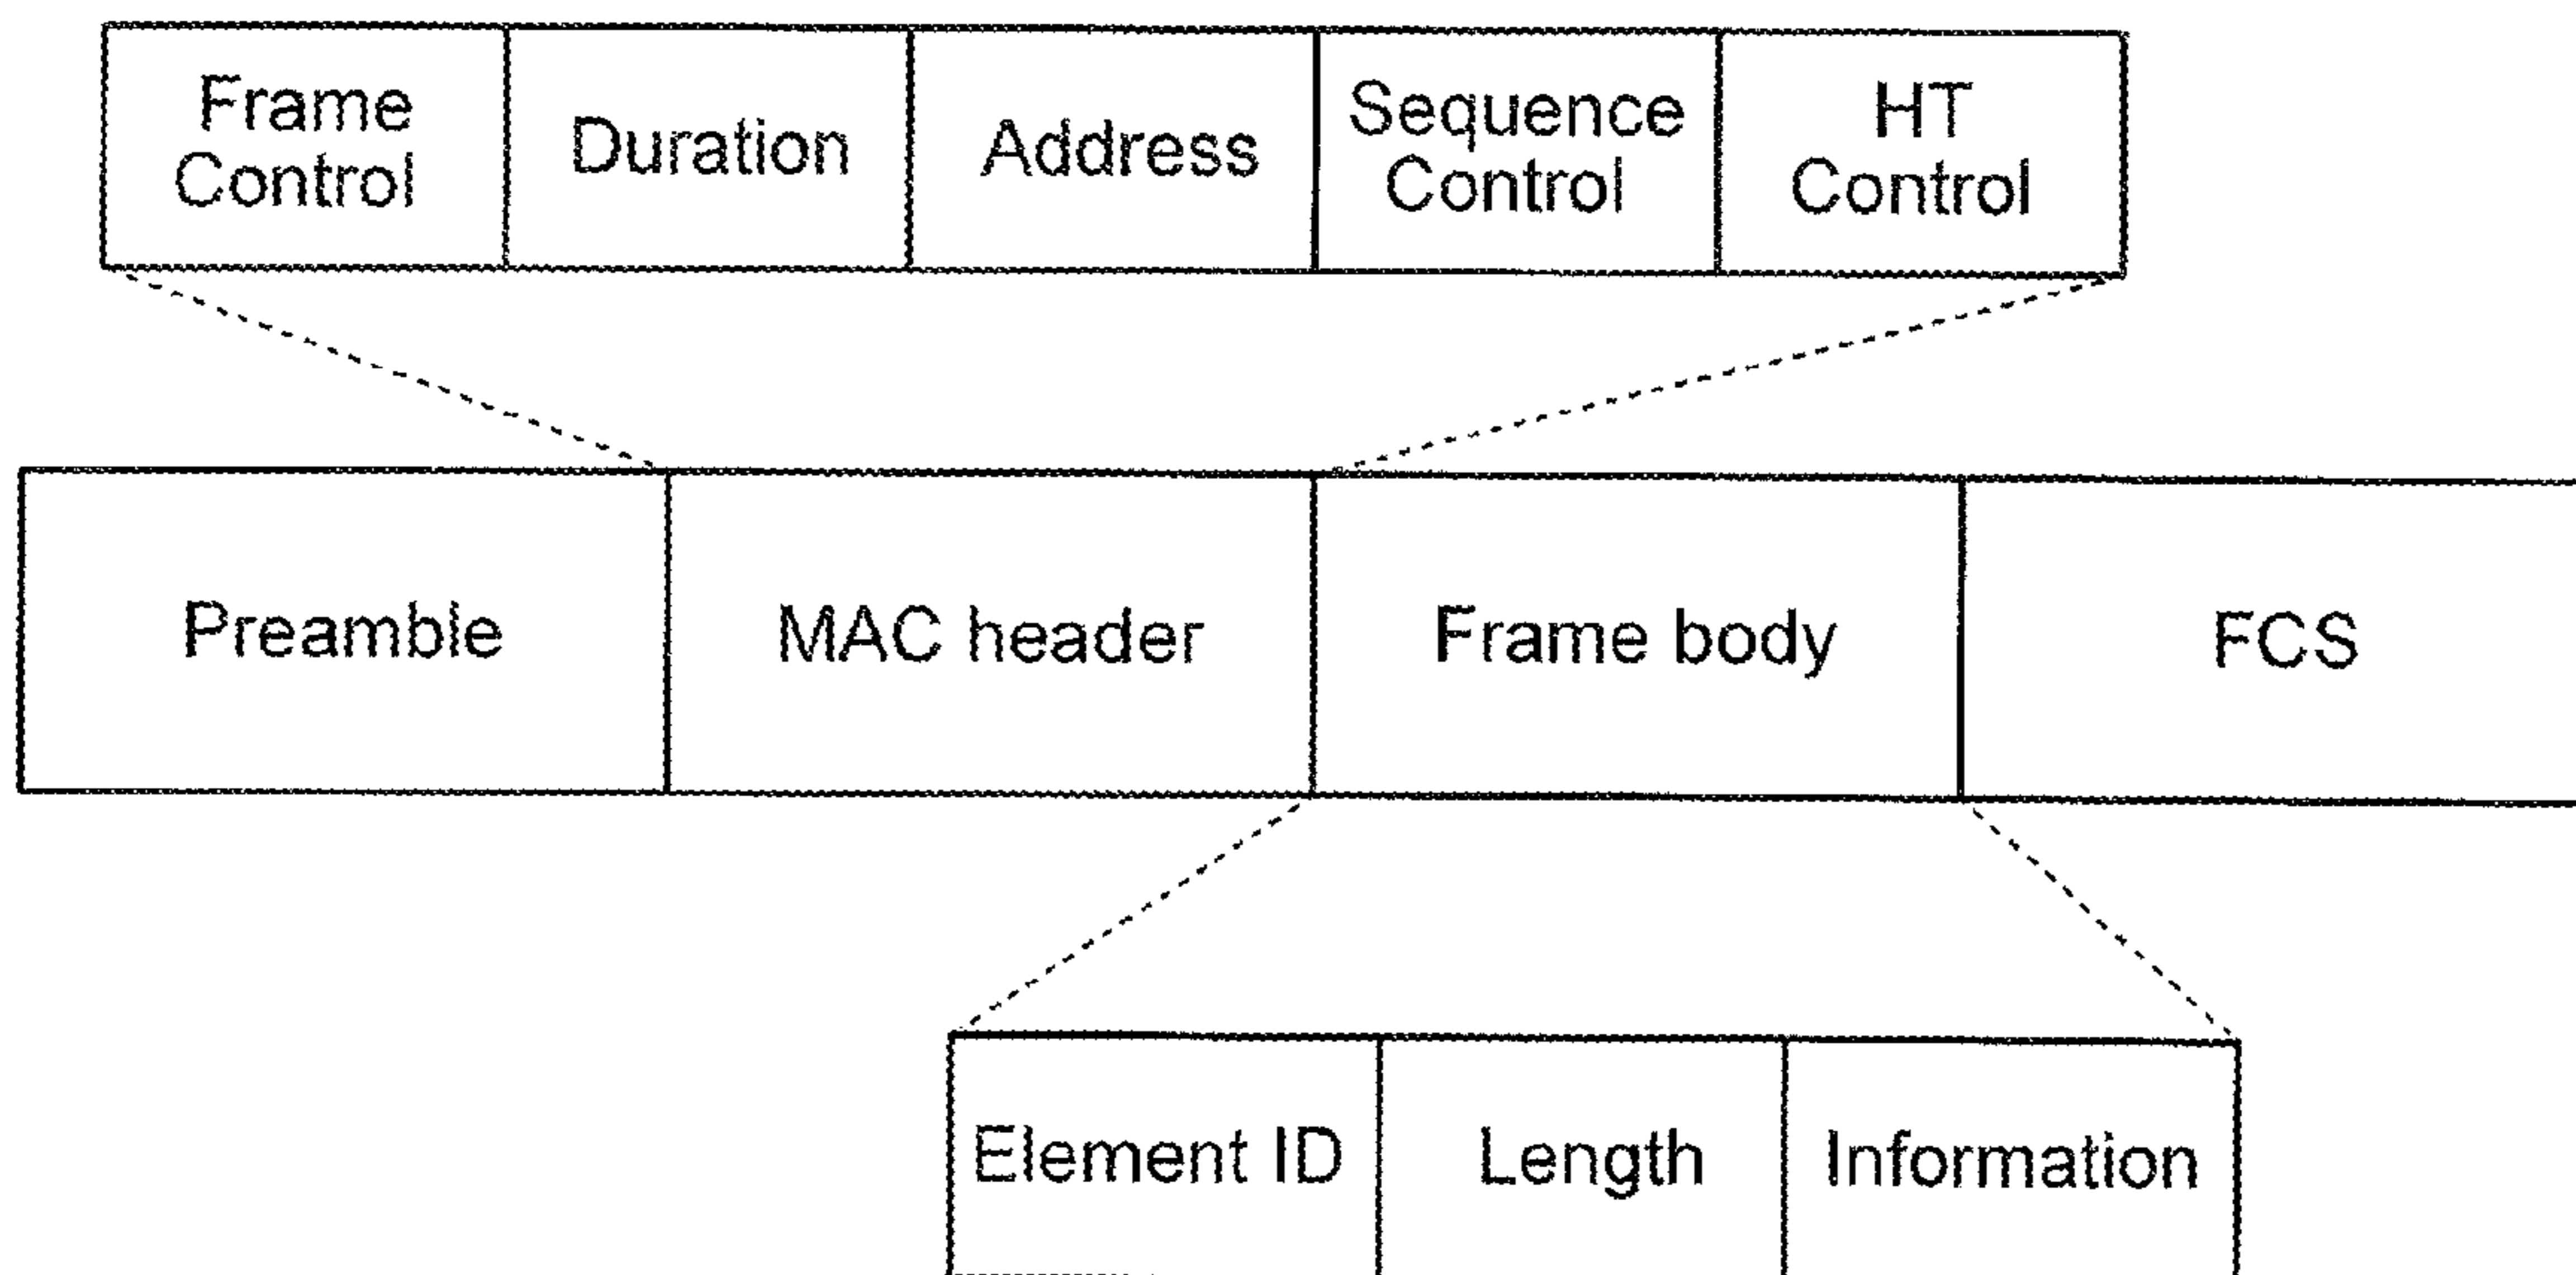 Frame
Control
Duration
Address
Sequence
Control
HT
Control
Preamble
MAC header
Frame body
FCS
Element ID
Length
Information